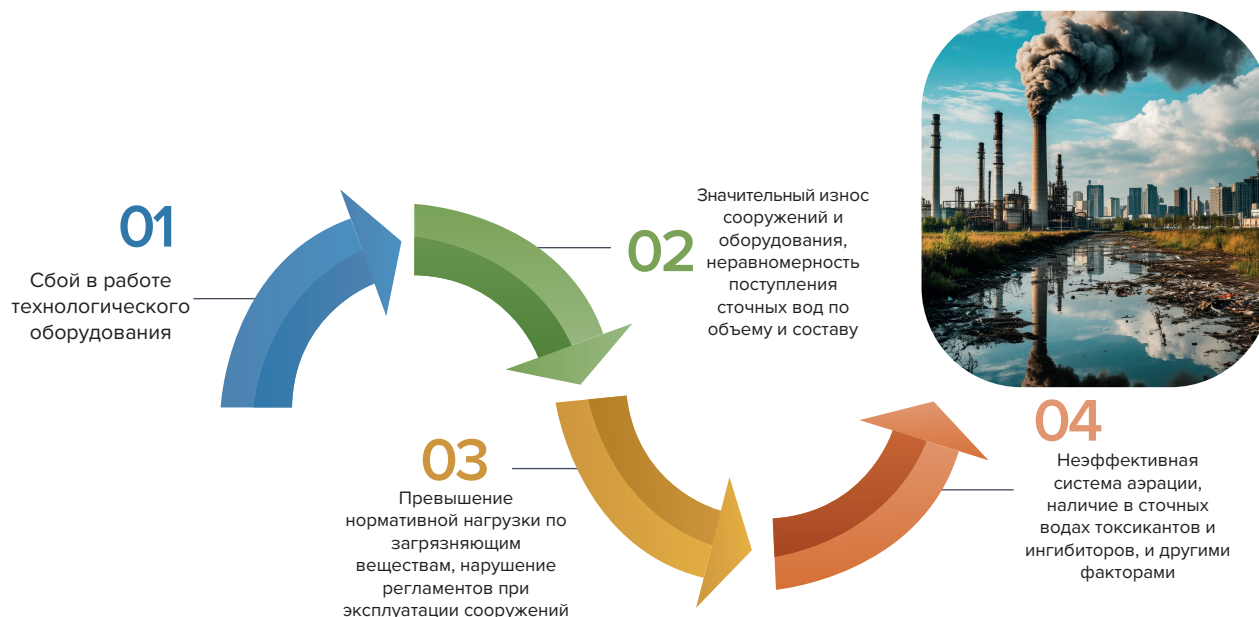 01
Сбой в работе
технологического
оборудования
02
Значительный износ
сооружений и
оборудования,
неравномерность
поступления
сточных вод по
объему и составу
03
Превышение
нормативной нагрузки по
загрязняющим
веществам, нарушение
регламентов при
эксплуатации сооружений
04
Неэффективная
система аэрации,
наличие в сточных
водах токсикантов и
ингибиторов, и другими
факторами